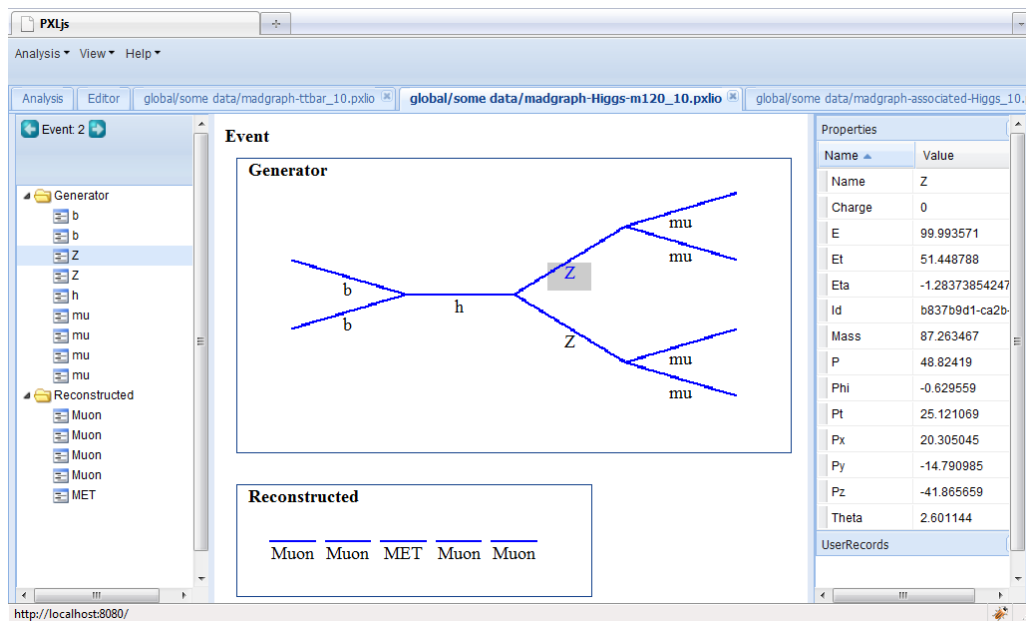 PXLjs
Analysis View Help
Analysis Editor global/some data/madgraph-ttbar_10.pxlio global/some data/madgraph-Higgs-m120_10.pxlio global/some data/madgraph-associated-Higgs_10.
Event: 2
Generator
b
b
Z
Z
h
mu
mu
mu
mu
Reconstructed
Muon
Muon
Muon
Muon
MET
Event
Generator
mu
mu
Z
b
h
b
Z
mu
mu
Reconstructed
Muon Muon MET Muon Muon
Properties
Name Value
Name Z
Charge 0
E 99.993571
Et 51.448788
Eta -1.28373854247
Id b837b9d1-ca2b-
Mass 87.263467
P 48.82419
Phi -0.629559
Pt 25.121069
Px 20.305045
Py -14.790985
Pz -41.865659
Theta 2.601144
UserRecords
http://localhost:8080/